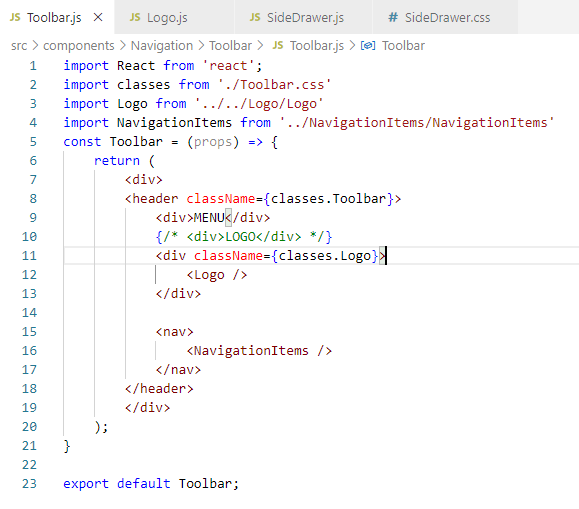 JS Toolbar.js × JS Logo.js JS SideDrawer.js # SideDrawer.css
src > components > Navigation > Toolbar > JS Toolbar.js > Toolbar
1 import React from 'react';
2 import classes from './Toolbar.css'
3 import Logo from '../../Logo/Logo'
4 import NavigationItems from '../NavigationItems/NavigationItems'
5 const Toolbar = (props) => {
6     return (
7         <div>
8         <header className={classes.Toolbar}>
9             <div>MENU</div>
10             {/* <div>LOGO</div> */}
11             <div className={classes.Logo}>
12                 <Logo />
13             </div>
14
15             <nav>
16                 <NavigationItems />
17             </nav>
18         </header>
19         </div>
20     );
21 }
22
23 export default Toolbar;